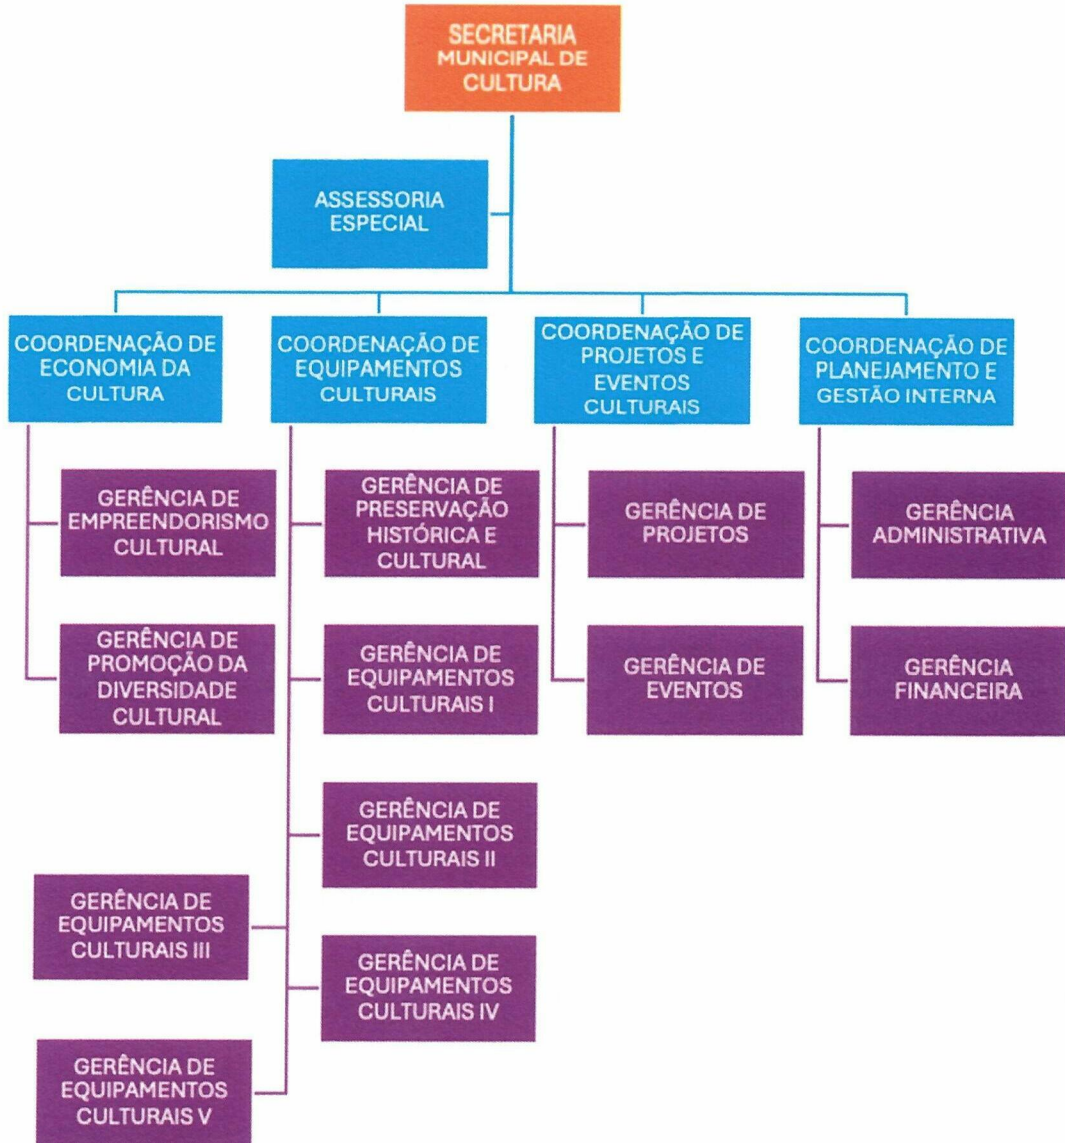 SECRETARIA
MUNICIPAL DE
CULTURA
ASSESSORIA
ESPECIAL
COORDENAÇÃO DE
ECONOMIA DA
CULTURA
COORDENAÇÃO DE
EQUIPAMENTOS
CULTURAIS
COORDENAÇÃO DE
PROJETOS E
EVENTOS
CULTURAIS
COORDENAÇÃO DE
PLANEJAMENTO E
GESTÃO INTERNA
GERÊNCIA DE
EMPREENDORISMO
CULTURAL
GERÊNCIA DE
PRESERVAÇÃO
HISTÓRICA E
CULTURAL
GERÊNCIA DE
PROJETOS
GERÊNCIA
ADMINISTRATIVA
GERÊNCIA DE
PROMOÇÃO DA
DIVERSIDADE
CULTURAL
GERÊNCIA DE
EQUIPAMENTOS
CULTURAIS I
GERÊNCIA DE
EVENTOS
GERÊNCIA
FINANCEIRA
GERÊNCIA DE
EQUIPAMENTOS
CULTURAIS II
GERÊNCIA DE
EQUIPAMENTOS
CULTURAIS III
GERÊNCIA DE
EQUIPAMENTOS
CULTURAIS IV
GERÊNCIA DE
EQUIPAMENTOS
CULTURAIS V